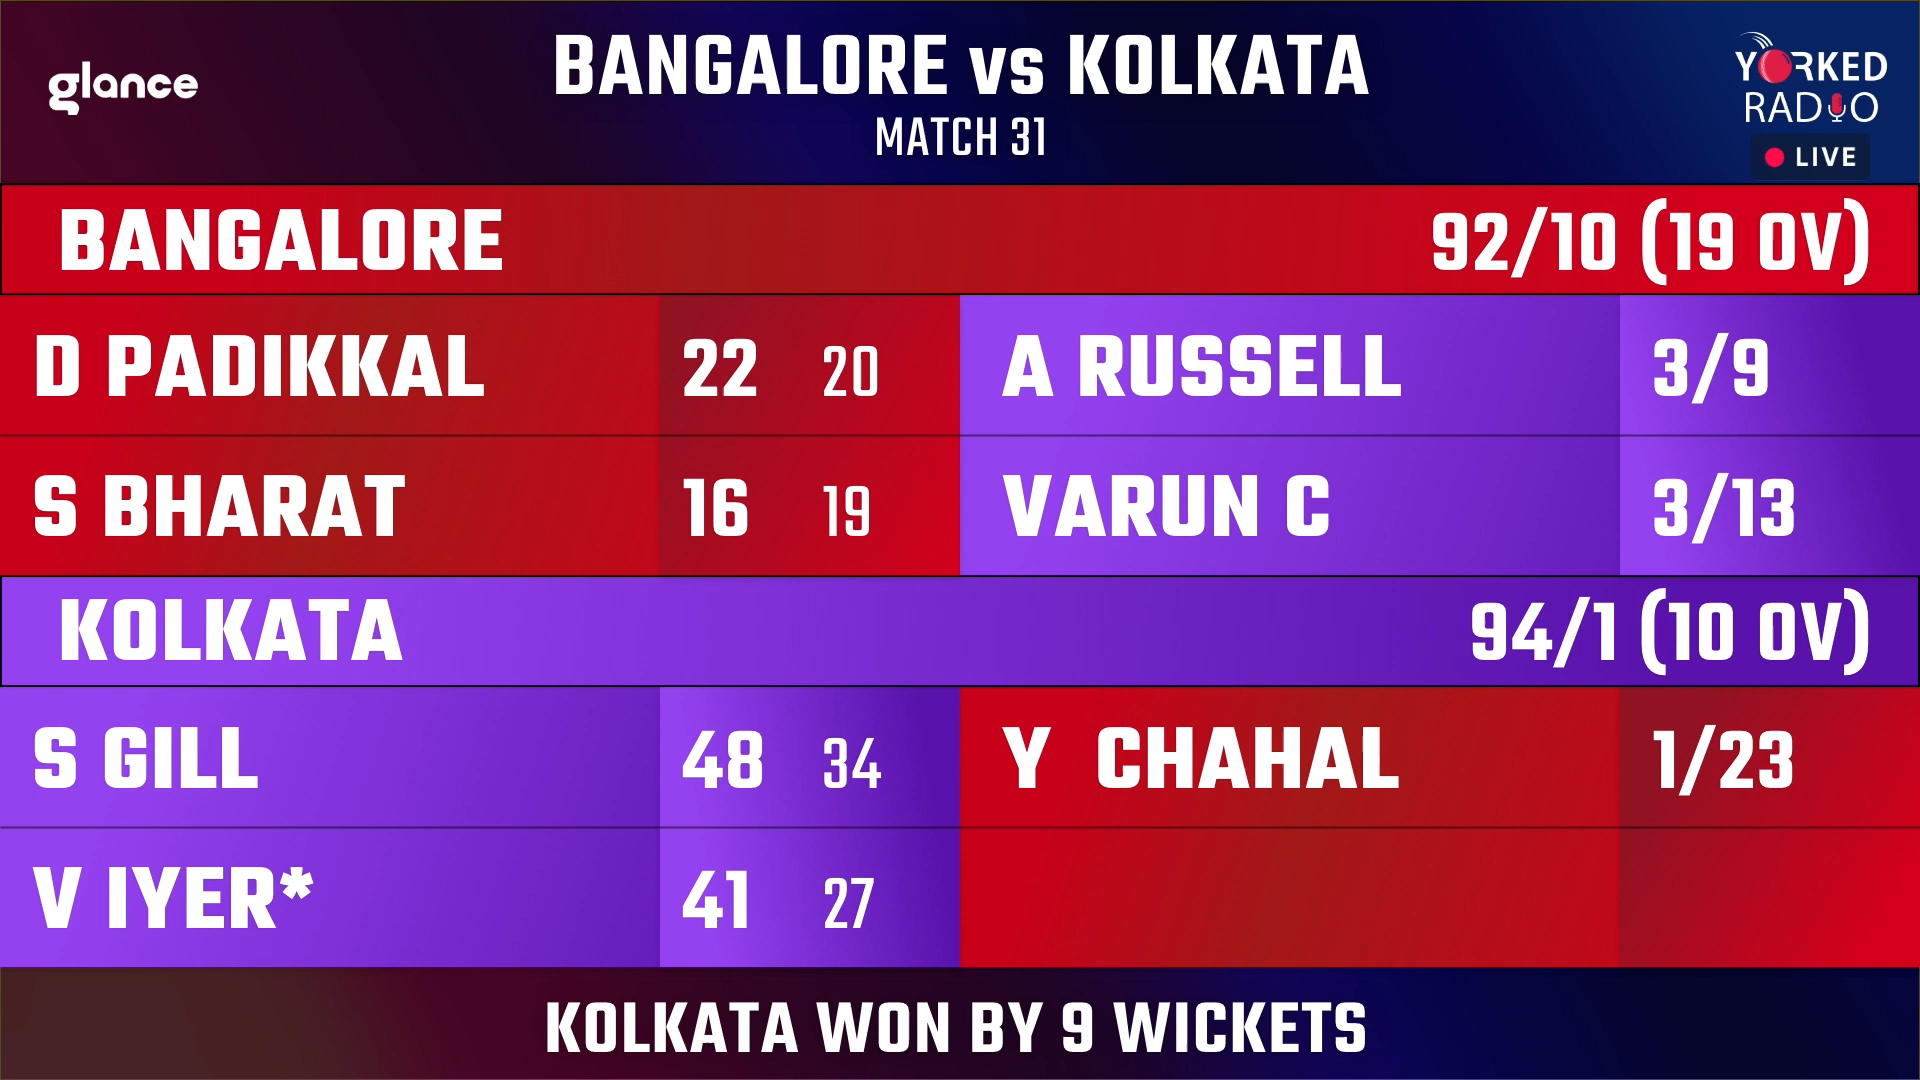 glance
BANGALORE vs KOLKATA
MATCH 31
YORKED
RADIO
LIVE
BANGALORE 92/10 (19 OV)
D PADIKKAL 22 20 A RUSSELL 3/9
S BHARAT 16 19 VARUN C 3/13
KOLKATA 94/1 (10 OV)
S GILL 48 34 Y CHAHAL 1/23
V IYER* 41 27
KOLKATA WON BY 9 WICKETS